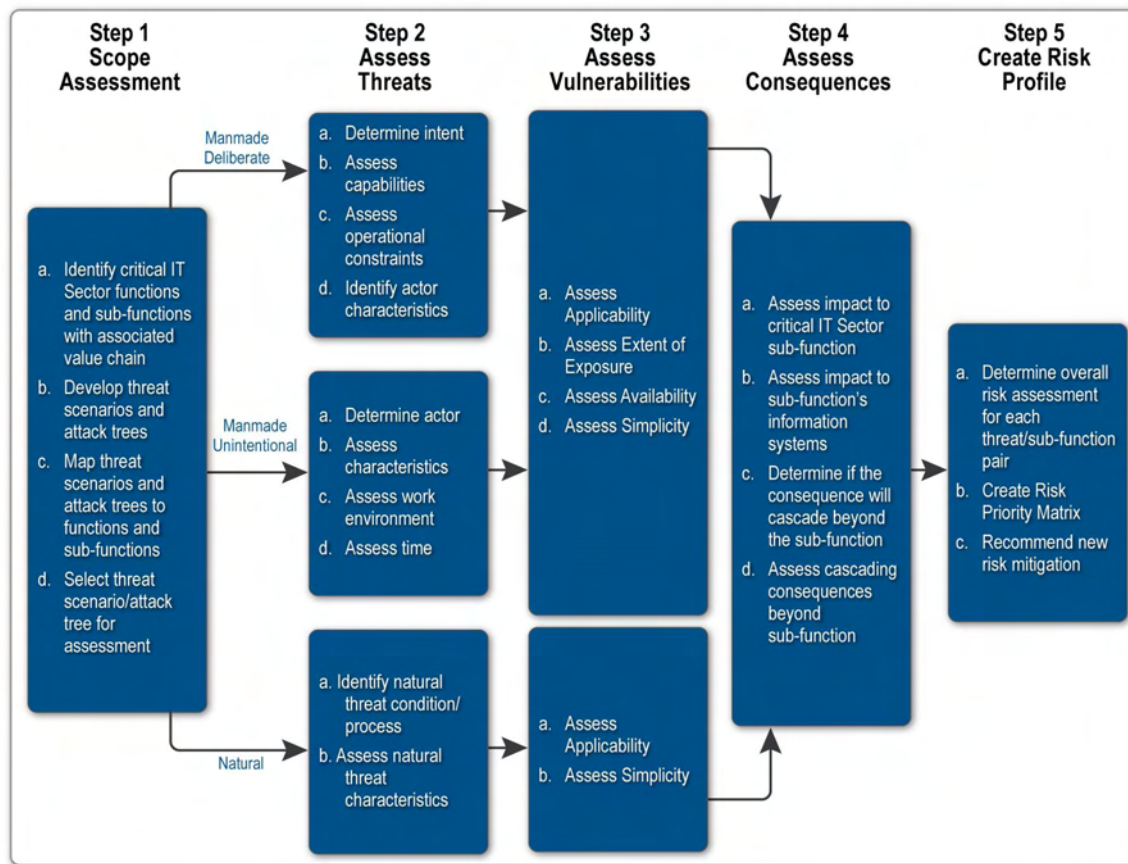 Step 1
Scope
Assessment
Step 2
Assess
Threats
Step 3
Assess
Vulnerabilities
Step 4
Assess
Consequences
Step 5
Create Risk
Profile
Manmade
Deliberate
Manmade
Unintentional
Natural
a. Identify critical IT
Sector functions
and sub-functions
with associated
value chain
b. Develop threat
scenarios and
attack trees
c. Map threat
scenarios and
attack trees to
functions and
sub-functions
d. Select threat
scenario/attack
tree for
assessment
a. Determine intent
b. Assess
capabilities
c. Assess
operational
constraints
d. Identify actor
characteristics
a. Determine actor
b. Assess
characteristics
c. Assess work
environment
d. Assess time
a. Identify natural
threat condition/
process
b. Assess natural
threat
characteristics
a. Assess
Applicability
b. Assess Extent of
Exposure
c. Assess Availability
d. Assess Simplicity
a. Assess
Applicability
b. Assess Simplicity
a. Assess impact to
critical IT Sector
sub-function
b. Assess impact to
sub-function's
information
systems
c. Determine if the
consequence will
cascade beyond
the sub-function
d. Assess cascading
consequences
beyond
sub-function
a. Determine overall
risk assessment
for each
threat/sub-function
pair
b. Create Risk
Priority Matrix
c. Recommend new
risk mitigation